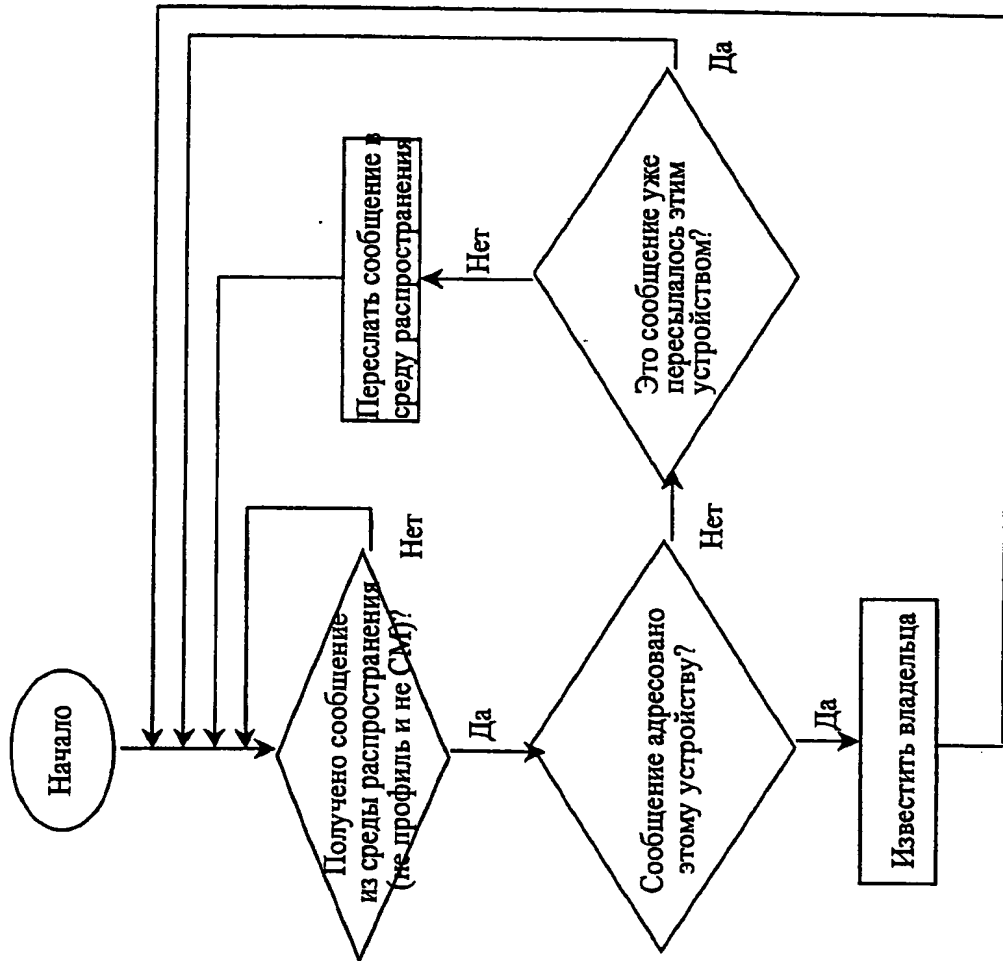 Начало
Получено сообщение
из среды распространения
(не профиль и не СМ)?
Нет
Да
Сообщение адресовано
этому устройству?
Нет
Да
Известить владельца
Это сообщение уже
пересылалось этим
устройством?
Нет
Да
Переслать сообщение в
среду распространения